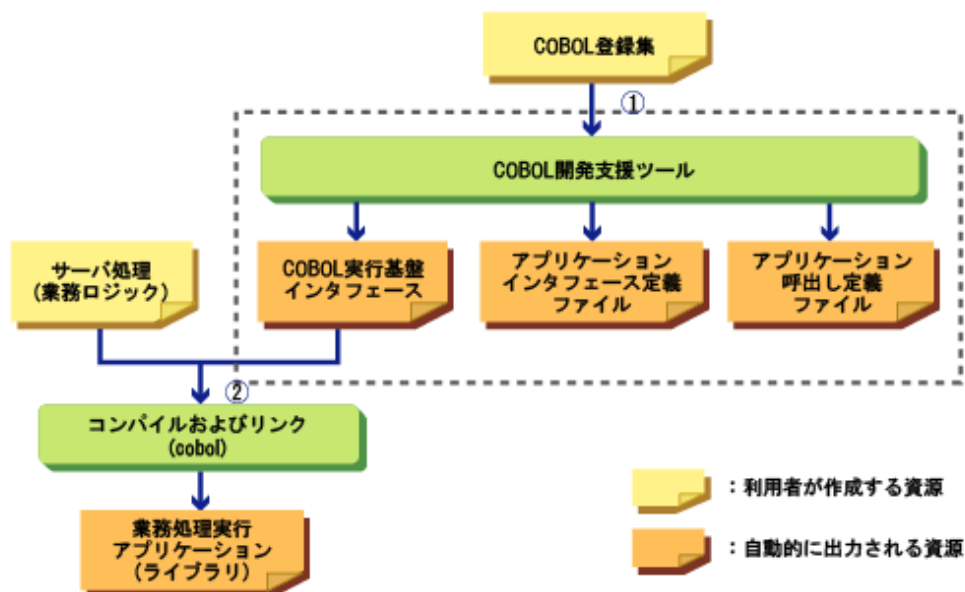 COBOL登録集
①
COBOL開発支援ツール
サーバ処理
(業務ロジック)
COBOL実行基盤
インタフェース
アプリケーション
インタフェース定義
ファイル
アプリケーション
呼出し定義
ファイル
②
コンパイルおよびリンク
(cobol)
業務処理実行
アプリケーション
(ライブラリ)
：利用者が作成する資源
：自動的に出力される資源